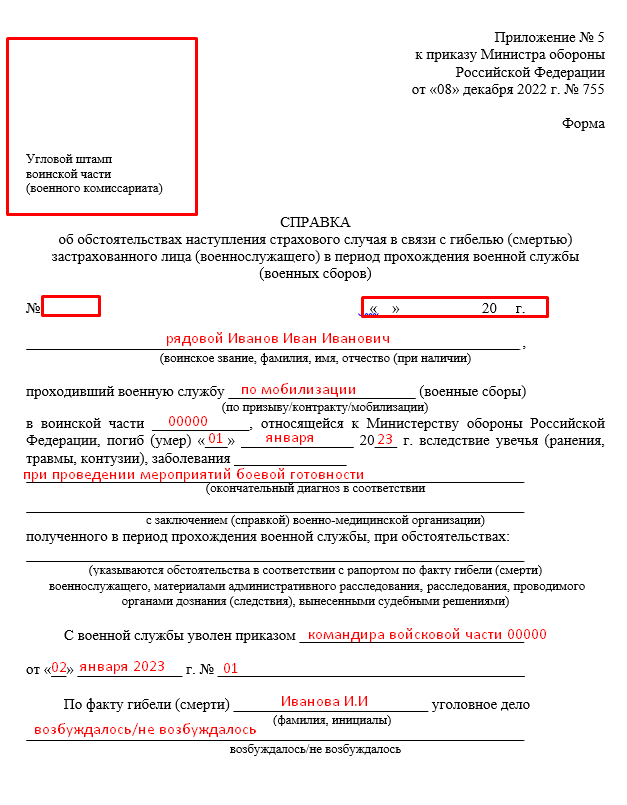 Приложение № 5
к приказу Министра обороны
Российской Федерации
от «08» декабря 2022 г. № 755
Форма
Угловой штамп
воинской части
(военного комиссариата)
СПРАВКА
об обстоятельствах наступления страхового случая в связи с гибелью (смертью)
застрахованного лица (военнослужащего) в период прохождения военной службы
(военных сборов)
№ « » 20 г.
рядовой Иванов Иван Иванович ,
(воинское звание, фамилия, имя, отчество (при наличии)
проходивший военную службу по мобилизации (военные сборы)
(по призыву/контракту/мобилизации)
в воинской части 00000, относящейся к Министерству обороны Российской
Федерации, погиб (умер) «01» января 2023 г. вследствие увечья (ранения,
травмы, контузии), заболевания
при проведении мероприятий боевой готовности
(окончательный диагноз в соответствии
с заключением (справкой) военно-медицинской организации)
полученного в период прохождения военной службы, при обстоятельствах:
(указываются обстоятельства в соответствии с рапортом по факту гибели (смерти)
военнослужащего, материалами административного расследования, расследования, проводимого
органами дознания (следствия), вынесенными судебными решениями)
С военной службы уволен приказом командира войсковой части 00000
от «02» января 2023 г. № 01
По факту гибели (смерти) Иванова И.И уголовное дело
(фамилия, инициалы)
возбуждалось/не возбуждалось
возбуждалось/не возбуждалось